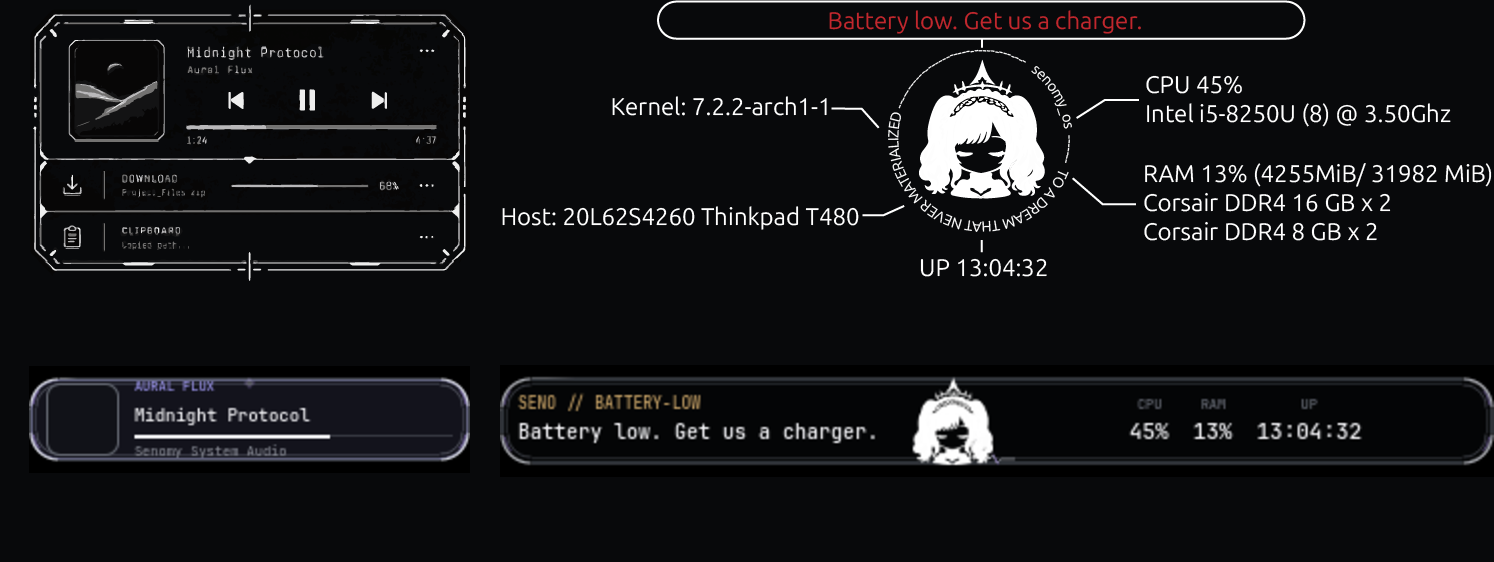 Midnight Protocol
Aural Flux
1:24
4:37
DOWNLOAD
Project_Files.zip
68%
CLIPBOARD
Copied path...
Battery low. Get us a charger.
Kernel: 7.2.2-arch1-1
Host: 20L62S4260 Thinkpad T480
senomy_os
TO A DREAM THAT NEVER MATERIALIZED
CPU 45%
Intel i5-8250U (8) @ 3.50Ghz
RAM 13% (4255MiB/ 31982 MiB)
Corsair DDR4 16 GB x 2
Corsair DDR4 8 GB x 2
UP 13:04:32
AURAL FLUX
Midnight Protocol
Senomy System Audio
SENO // BATTERY-LOW
Battery low. Get us a charger.
CPU RAM UP
45% 13% 13:04:32